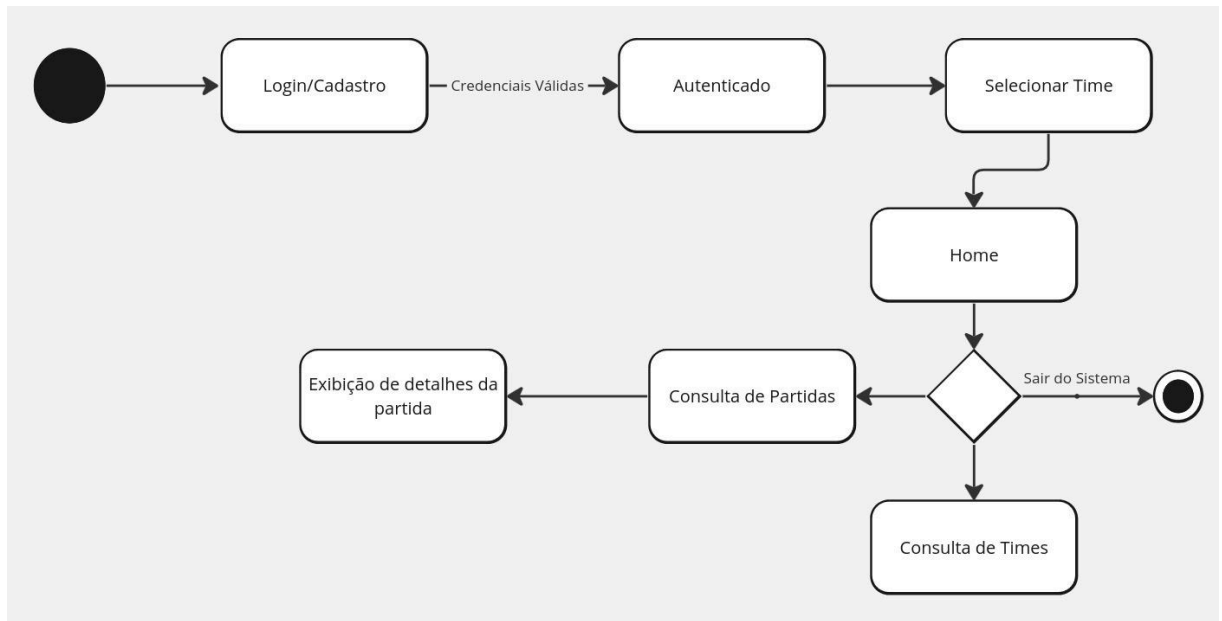 Login/Cadastro
Credenciais Válidas
Autenticado
Selecionar Time
Home
Exibição de detalhes da
partida
Consulta de Partidas
Sair do Sistema
Consulta de Times